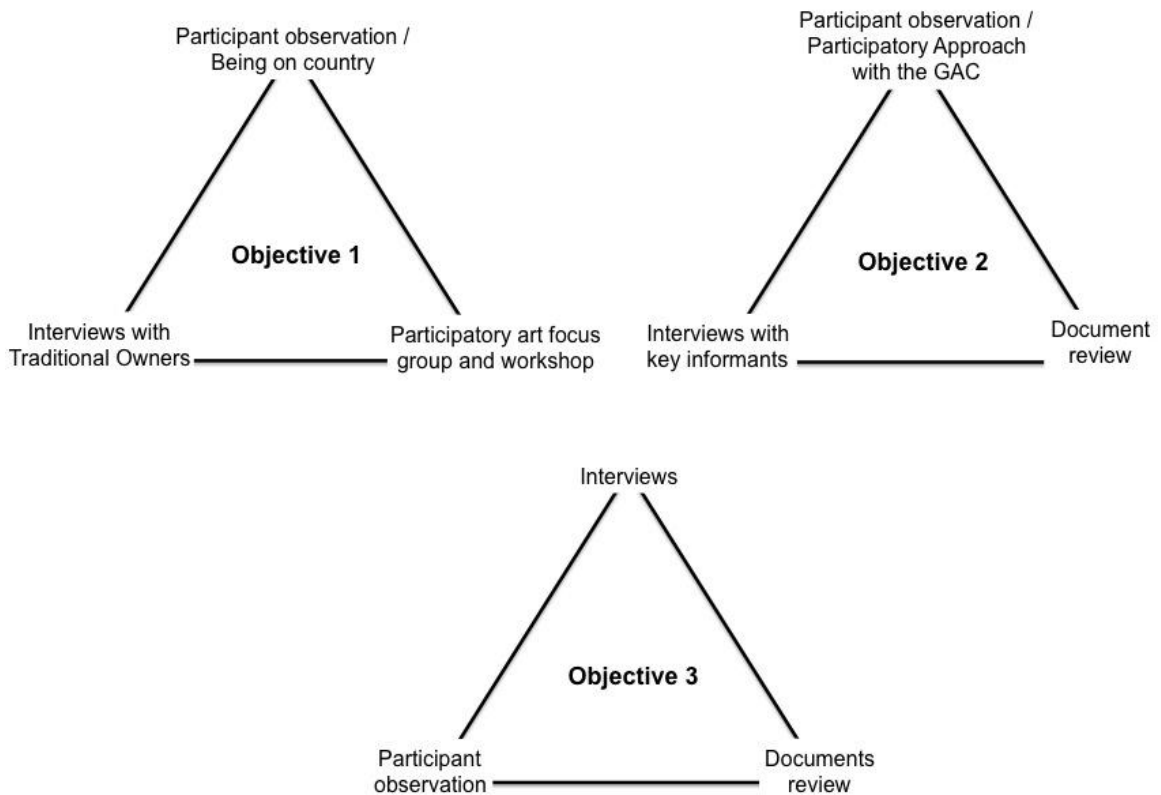 Participant observation /
Being on country
Objective 1
Interviews with
Traditional Owners
Participatory art focus
group and workshop
Participant observation /
Participatory Approach
with the GAC
Objective 2
Interviews with
key informants
Document
review
Interviews
Objective 3
Participant
observation
Documents
review